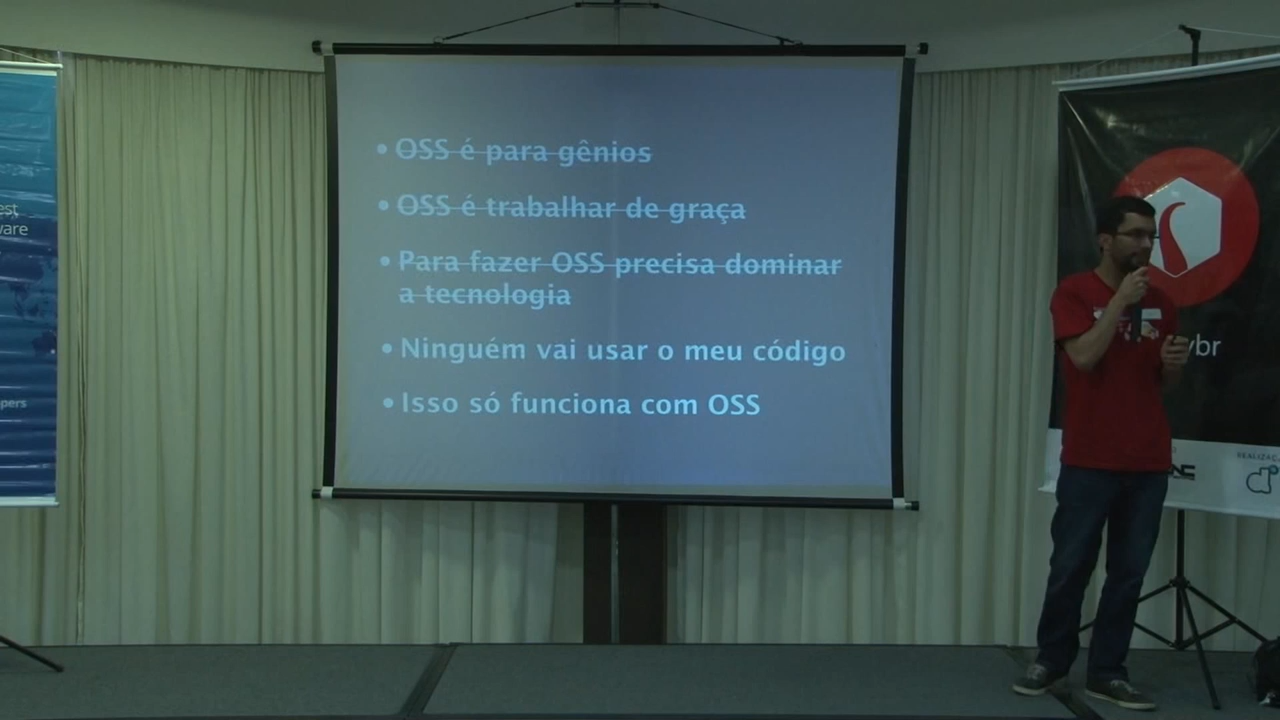 • OSS é para gênios
• OSS é trabalhar de graça
• Para fazer OSS precisa dominar
a tecnologia
• Ninguém vai usar o meu código
• Isso só funciona com OSS